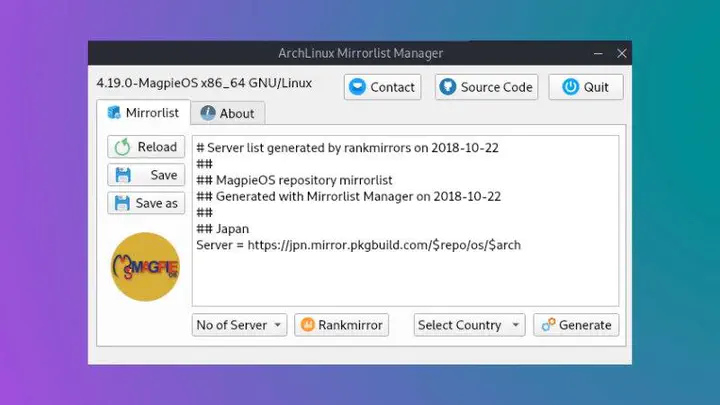 ArchLinux Mirrorlist Manager
4.19.0-MagpieOS x86_64 GNU/Linux
Contact
Source Code
Quit
Mirrorlist
About
Reload
Save
Save as
# Server list generated by rankmirrors on 2018-10-22
##
## MagpieOS repository mirrorlist
## Generated with Mirrorlist Manager on 2018-10-22
##
## Japan
Server = https://jpn.mirror.pkgbuild.com/$repo/os/$arch
MAGPIE
OS
No of Server
Rankmirror
Select Country
Generate